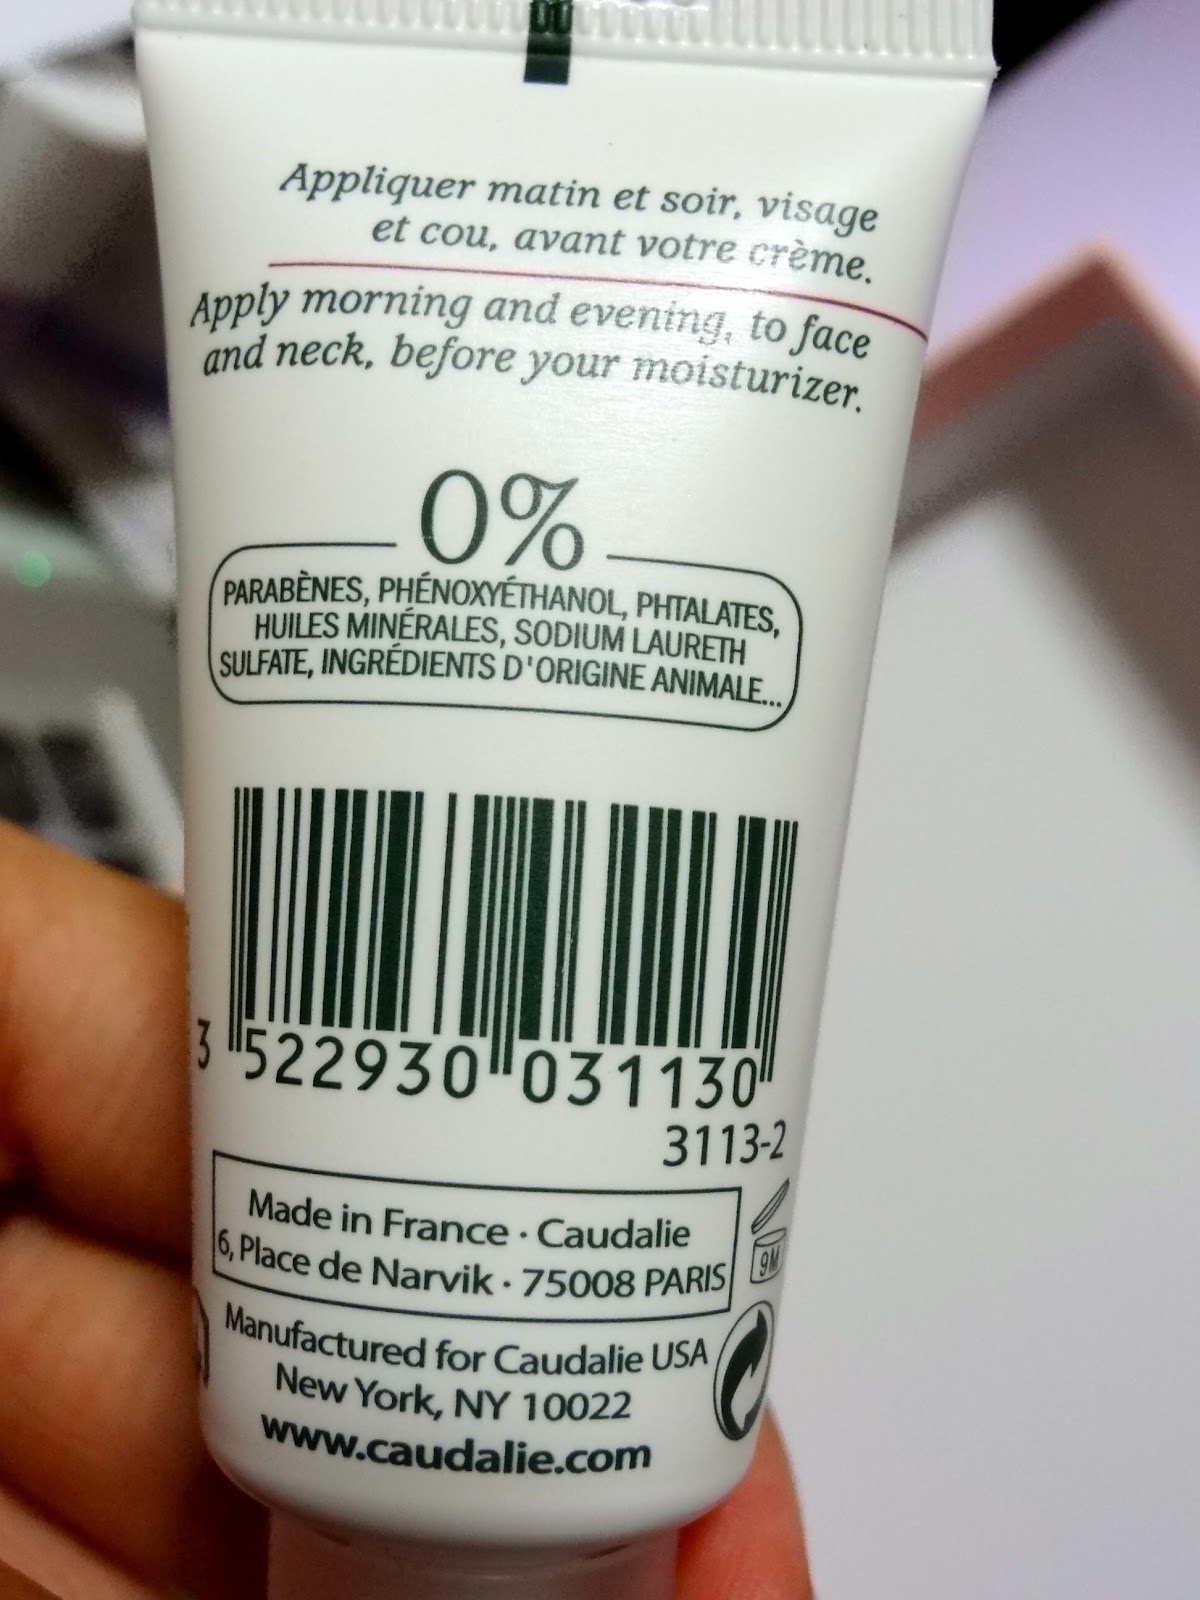 Appliquer matin et soir, visage
et cou, avant votre crème.
Apply morning and evening, to face
and neck, before your moisturizer.
0%
PARABÈNES, PHÉNOXYÉTHANOL, PHTALATES,
HUILES MINÉRALES, SODIUM LAURETH
SULFATE, INGRÉDIENTS D'ORIGINE ANIMALE...
3 522930 031130
3113-2
Made in France · Caudalie
6, Place de Narvik · 75008 PARIS
9M
Manufactured for Caudalie USA
New York, NY 10022
www.caudalie.com